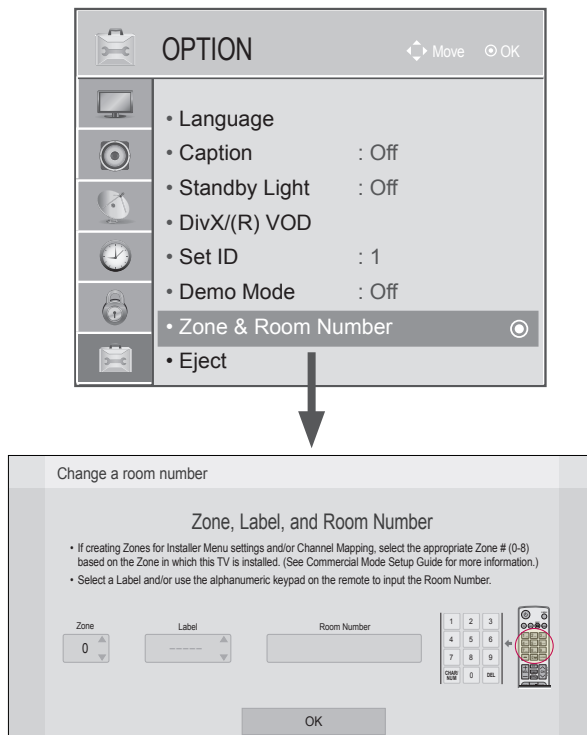 OPTION
Move OK
• Language
• Caption : Off
• Standby Light : Off
• DivX/(R) VOD
• Set ID : 1
• Demo Mode : Off
• Zone & Room Number
• Eject
Change a room number
Zone, Label, and Room Number
• If creating Zones for Installer Menu settings and/or Channel Mapping, select the appropriate Zone # (0-8)
based on the Zone in which this TV is installed. (See Commercial Mode Setup Guide for more information.)
• Select a Label and/or use the alphanumeric keypad on the remote to input the Room Number.
Zone Label Room Number
0 -----
1 2 3
4 5 6
7 8 9
CHAR/
NUM 0 DEL
OK